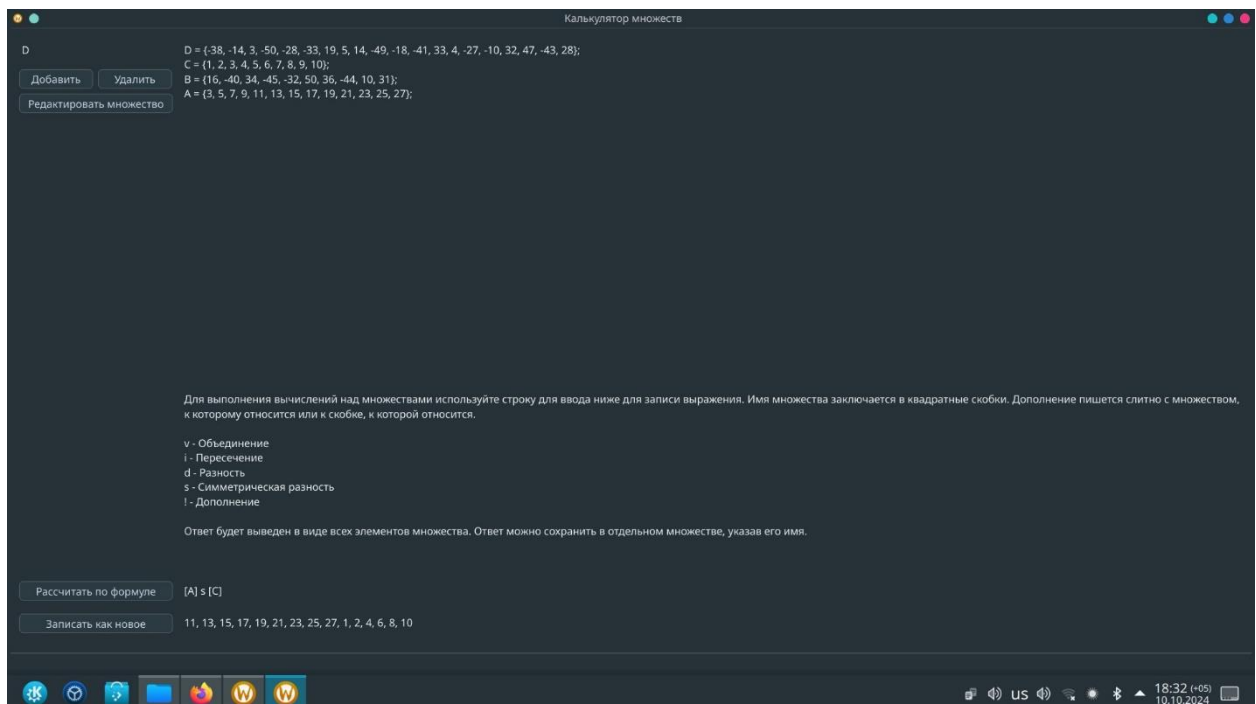 Калькулятор множеств
D
D = {-38, -14, 3, -50, -28, -33, 19, 5, 14, -49, -18, -41, 33, 4, -27, -10, 32, 47, -43, 28};
C = {1, 2, 3, 4, 5, 6, 7, 8, 9, 10};
Добавить Удалить
B = {16, -40, 34, -45, -32, 50, 36, -44, 10, 31};
A = {3, 5, 7, 9, 11, 13, 15, 17, 19, 21, 23, 25, 27};
Редактировать множество
Для выполнения вычислений над множествами используйте строку для ввода ниже для записи выражения. Имя множества заключается в квадратные скобки. Дополнение пишется слитно с множеством,
к которому относится или к скобке, к которой относится.
v - Объединение
i - Пересечение
d - Разность
s - Симметрическая разность
! - Дополнение
Ответ будет выведен в виде всех элементов множества. Ответ можно сохранить в отдельном множестве, указав его имя.
Рассчитать по формуле [A] s [C]
Записать как новое 11, 13, 15, 17, 19, 21, 23, 25, 27, 1, 2, 4, 6, 8, 10
us 18:32 (+05)
10.10.2024